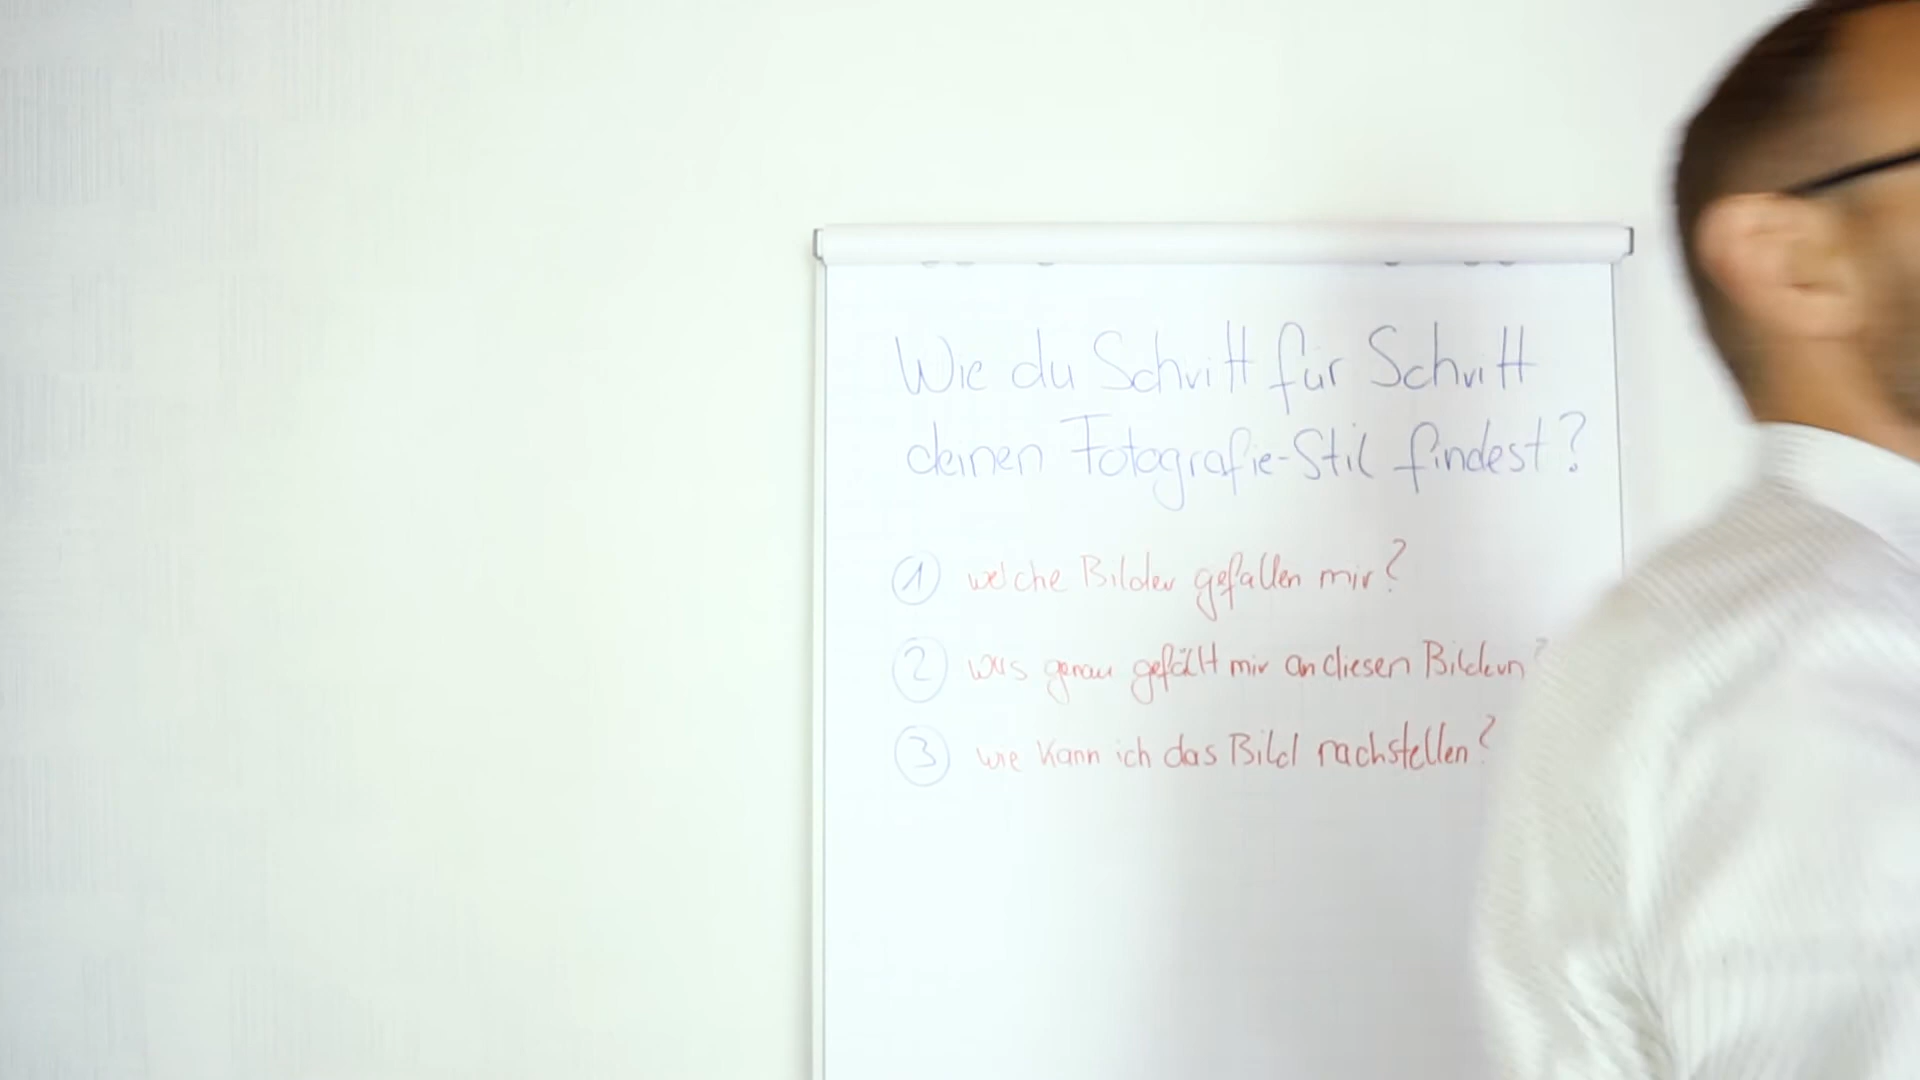 Wie du Schritt für Schritt
deinen Fotografie-Stil findest?
1 welche Bilder gefallen mir?
2 was genau gefällt mir an diesen Bildern?
3 wie kann ich das Bild nachstellen?